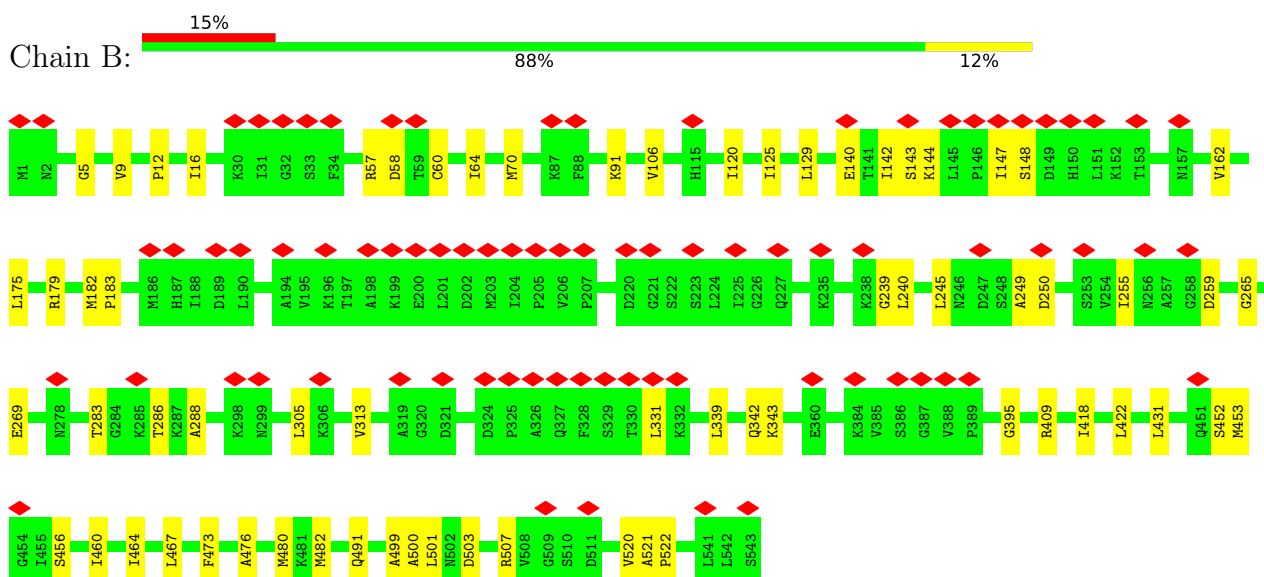 15%
Chain B:
88% 12%
M1 N2 G5 V9 P12 I16 K30 I31 G32 S33 F34 R57 D58 T59 C60 I64 M70 K87 F88 K91 V106 H115 I120 I125 L129 E140 T141 I142 S143 K144 L145 P146 I147 S148 D149 H150 L151 K152 T153 N157 V162
L175 R179 M182 P183 M186 H187 I188 D189 L190 A194 V195 K196 T197 A198 K199 E200 L201 D202 M203 I204 P205 V206 P207 D220 G221 S222 S223 L224 I225 G226 Q227 K235 K238 G239 L240 L245 N246 D247 S248 A249 D250 S253 V254 I255 N256 A257 G258 D259 G265
E269 N278 T283 G284 K285 T286 K287 A288 K298 N299 L305 K306 V313 A319 G320 D321 D324 P325 A326 Q327 F328 S329 T330 L331 K332 L339 Q342 K343 E360 K384 V385 S386 G387 V388 P389 G395 R409 I418 L422 L431 Q451 S452 M453
G454 I455 S456 I460 I464 L467 F473 A476 M480 K481 M482 Q491 A499 A500 L501 N502 D503 R507 V508 G509 S510 D511 V520 A521 P522 L541 L542 S543